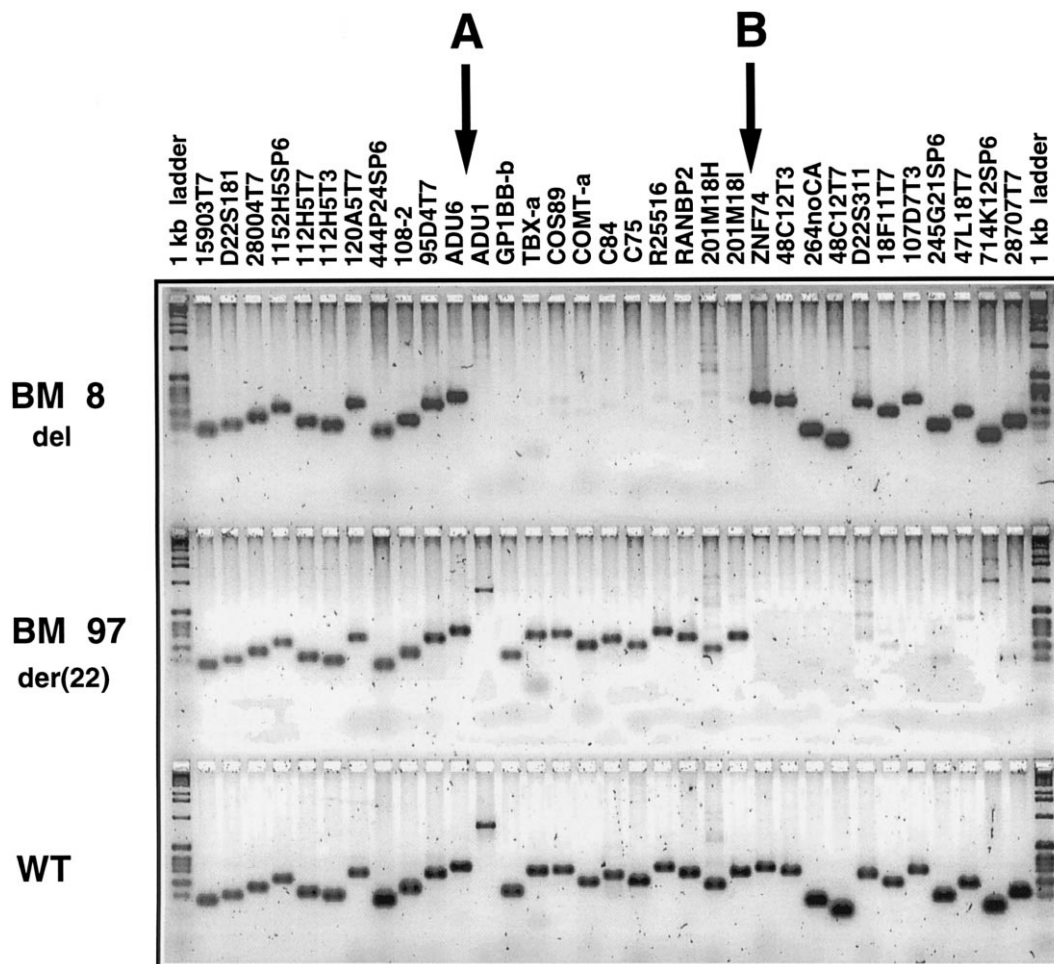 A
B
1 kb ladder
15903T7
D22S181
28004T7
1152H5SP6
112H5T7
112H5T3
120A5T7
444P24SP6
108-2
95D4T7
ADU6
ADU1
GP1BB-b
TBX-a
COS89
COMT-a
C84
C75
R25516
RANBP2
201M18H
201M18I
ZNF74
48C12T3
264noCA
48C12T7
D22S311
18F11T7
107D7T3
245G21SP6
47L18T7
714K12SP6
28707T7
1 kb ladder
BM 8
del
BM 97
der(22)
WT